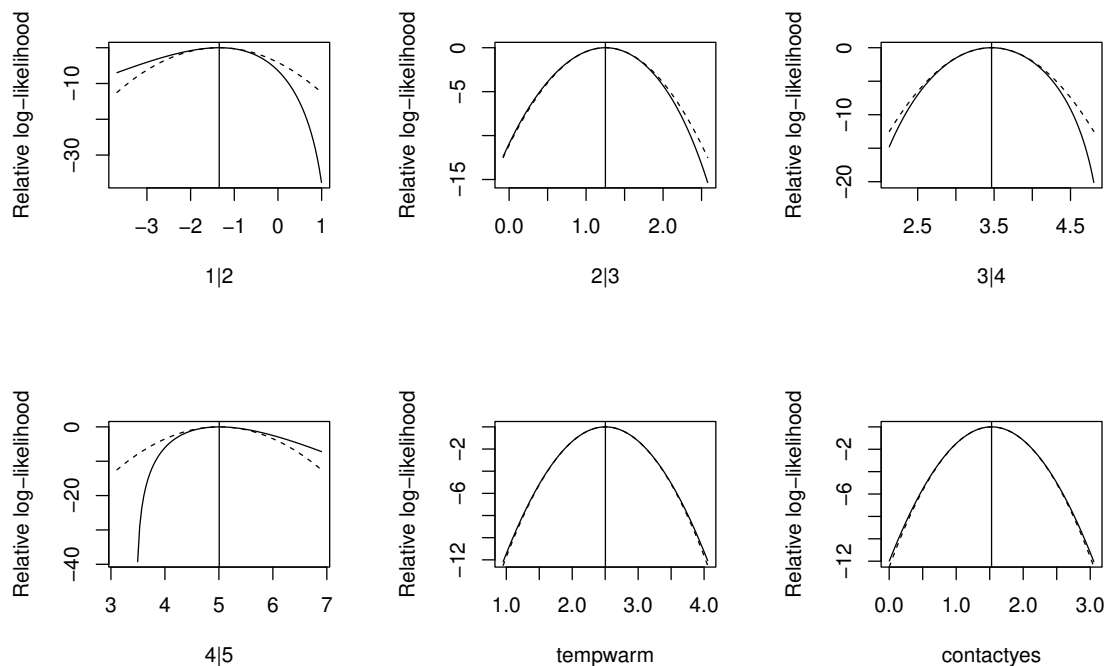 Relative log−likelihood
0
−10
−30
−3 −2 −1 0 1
1|2
Relative log−likelihood
0
−5
−15
0.0 1.0 2.0
2|3
Relative log−likelihood
0
−10
−20
2.5 3.5 4.5
3|4
Relative log−likelihood
0
−20
−40
3 4 5 6 7
4|5
Relative log−likelihood
−2
−6
−12
1.0 2.0 3.0 4.0
tempwarm
Relative log−likelihood
−2
−6
−12
0.0 1.0 2.0 3.0
contactyes